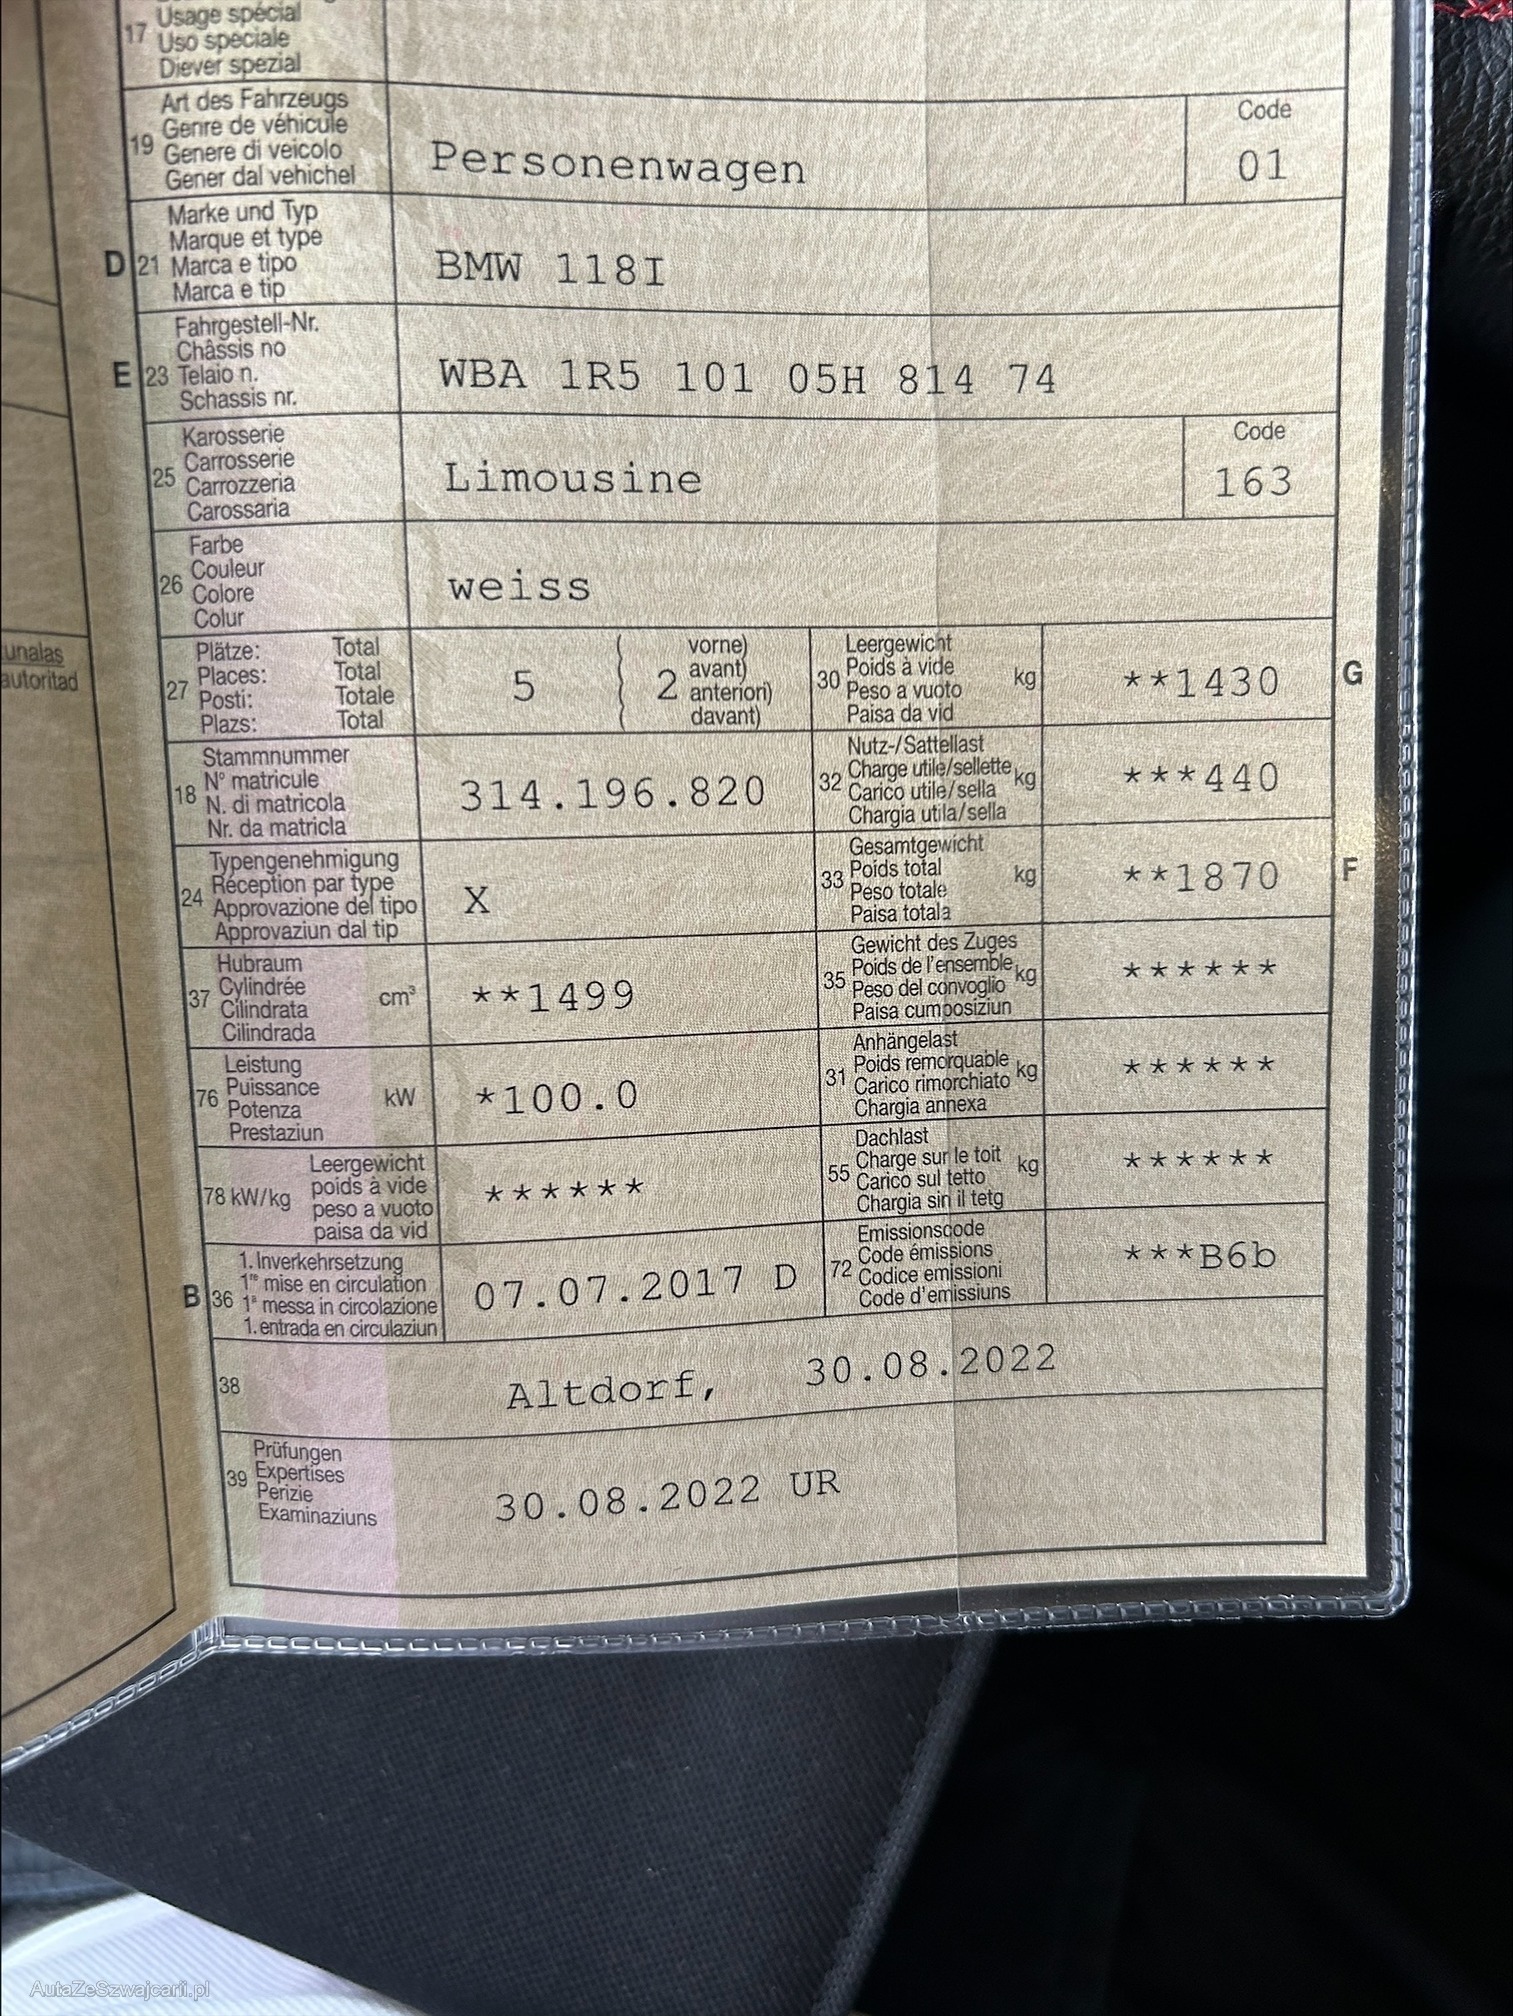 17 Usage spécial
Uso speciale
Diever spezial
Art des Fahrzeugs
19 Genre de véhicule
Genere di veicolo
Gener dal vehichel
Personenwagen
Code
01
Marke und Typ
Marque et type
D 21 Marca e tipo
Marca e tip
BMW 118I
Fahrgestell-Nr.
Châssis no
E 23 Telaio n.
Schassis nr.
WBA 1R5 101 05H 814 74
Karosserie
25 Carrosserie
Carrozzeria
Carossaria
Limousine
Code
163
Farbe
26 Couleur
Colore
Colur
weiss
Plätze: Total
27 Places: Total
Posti: Totale
Plazs: Total
5 ( 2 vorne)
avant)
anteriori)
davant)
Leergewicht
30 Poids à vide kg
Peso a vuoto
Paisa da vid
**1430 G
Stammnummer
18 N° matricule
N. di matricola
Nr. da matricla
314.196.820
Nutz-/Sattellast
32 Charge utile/sellette kg
Carico utile/sella
Chargia utila/sella
***440
Typengenehmigung
24 Réception par type
Approvazione del tipo
Approvaziun dal tip
X
Gesamtgewicht
33 Poids total kg
Peso totale
Paisa totala
**1870 F
Hubraum
37 Cylindrée cm³
Cilindrata
Cilindrada
**1499
Gewicht des Zuges
35 Poids de l'ensemble kg
Peso del convoglio
Paisa cumposiziun
******
Leistung
76 Puissance kW
Potenza
Prestaziun
*100.0
Anhängelast
31 Poids remorquable kg
Carico rimorchiato
Chargia annexa
******
Leergewicht
78 kW/kg poids à vide
peso a vuoto
paisa da vid
******
Dachlast
55 Charge sur le toit kg
Carico sul tetto
Chargia sin il tetg
******
1. Inverkehrsetzung
B 36 1re mise en circulation
1a messa in circolazione
1. entrada en circulaziun
07.07.2017 D
Emissionscode
72 Code émissions
Codice emissioni
Code d'emissiuns
***B6b
38 Altdorf, 30.08.2022
Prüfungen
39 Expertises
Perizie
Examinaziuns
30.08.2022 UR
unalas
autoritad
AutaZeSzwajcarii.pl